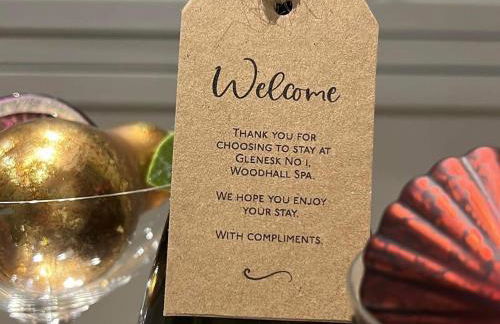 Welcome
Thank you for
choosing to stay at
Glenesk No 1,
Woodhall Spa.
We hope you enjoy
your stay.
With compliments.